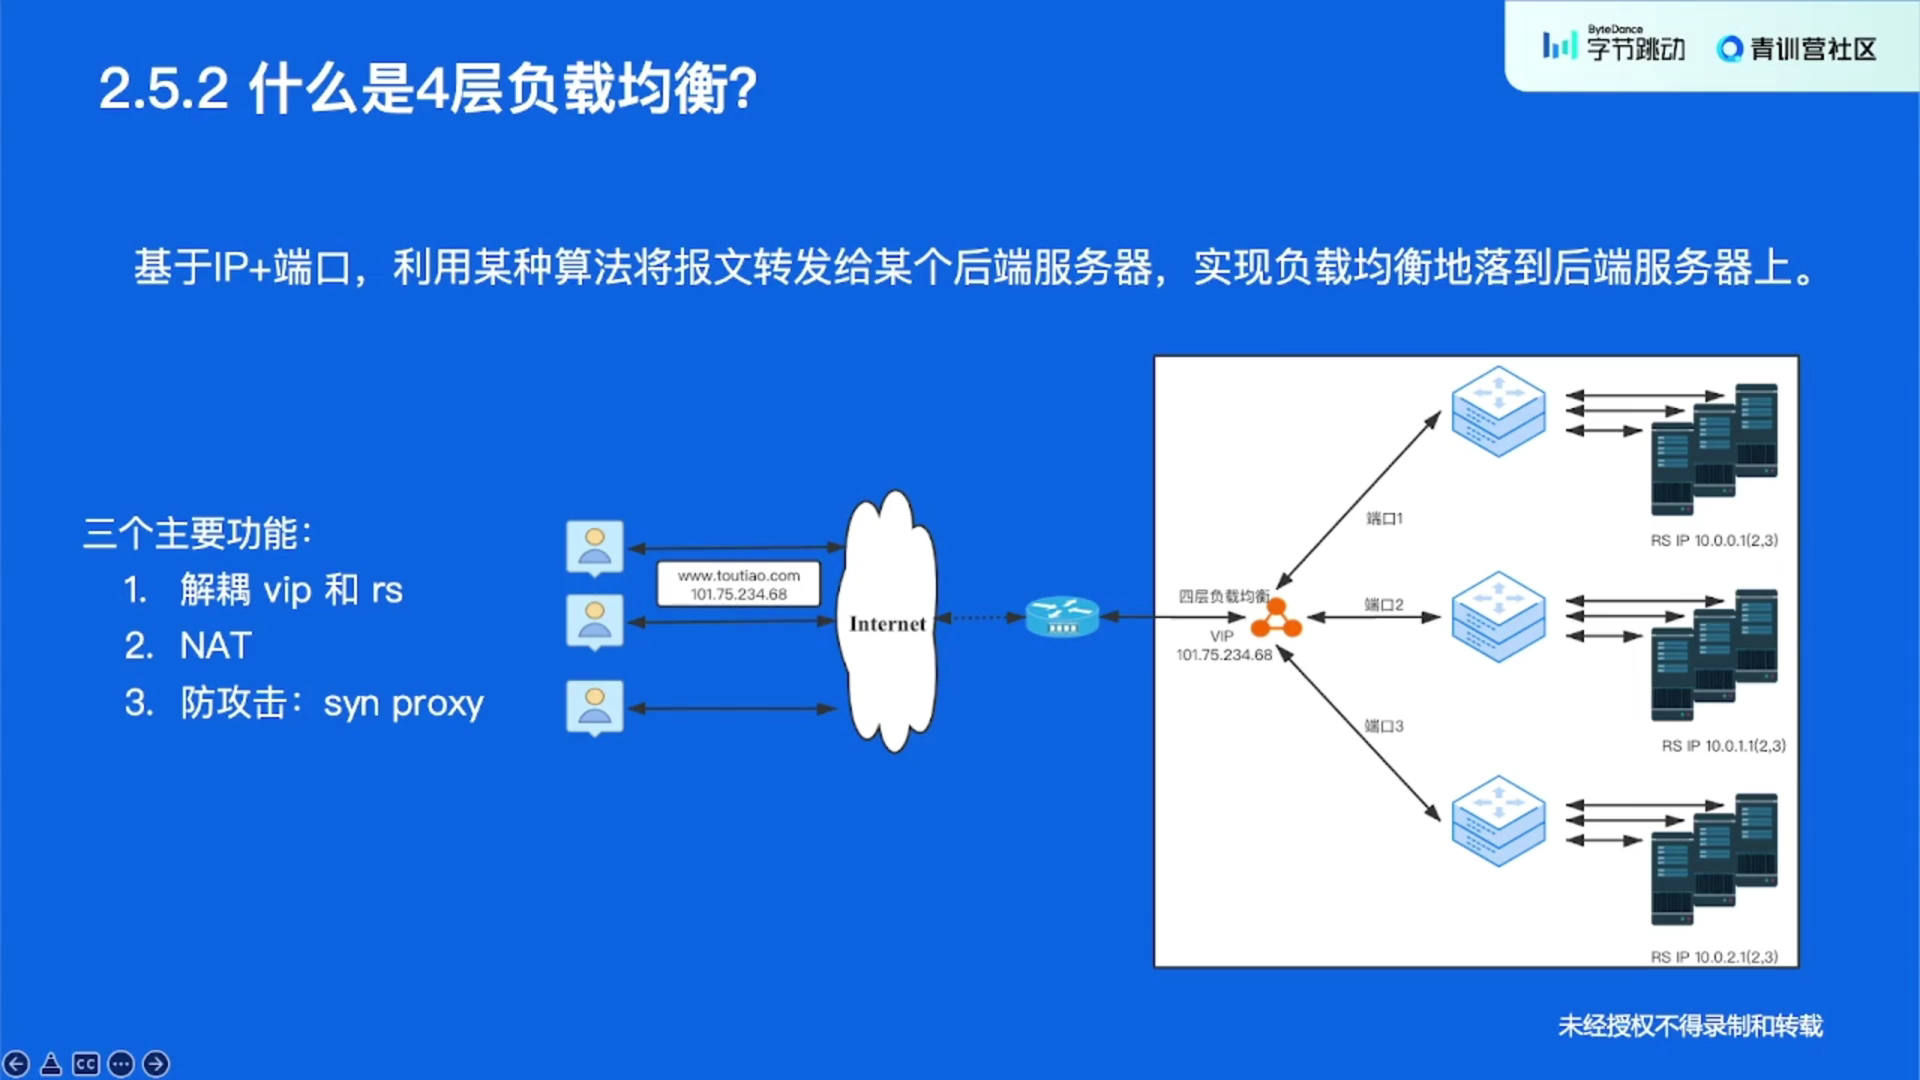 ByteDance
字节跳动
青训营社区
2.5.2 什么是4层负载均衡?
基于IP+端口，利用某种算法将报文转发给某个后端服务器，实现负载均衡地落到后端服务器上。
三个主要功能：
1. 解耦 vip 和 rs
2. NAT
3. 防攻击：syn proxy
www.toutiao.com
101.75.234.68
Internet
四层负载均衡
VIP
101.75.234.68
端口1
端口2
端口3
RS IP 10.0.0.1(2,3)
RS IP 10.0.1.1(2,3)
RS IP 10.0.2.1(2,3)
未经授权不得录制和转载
CC